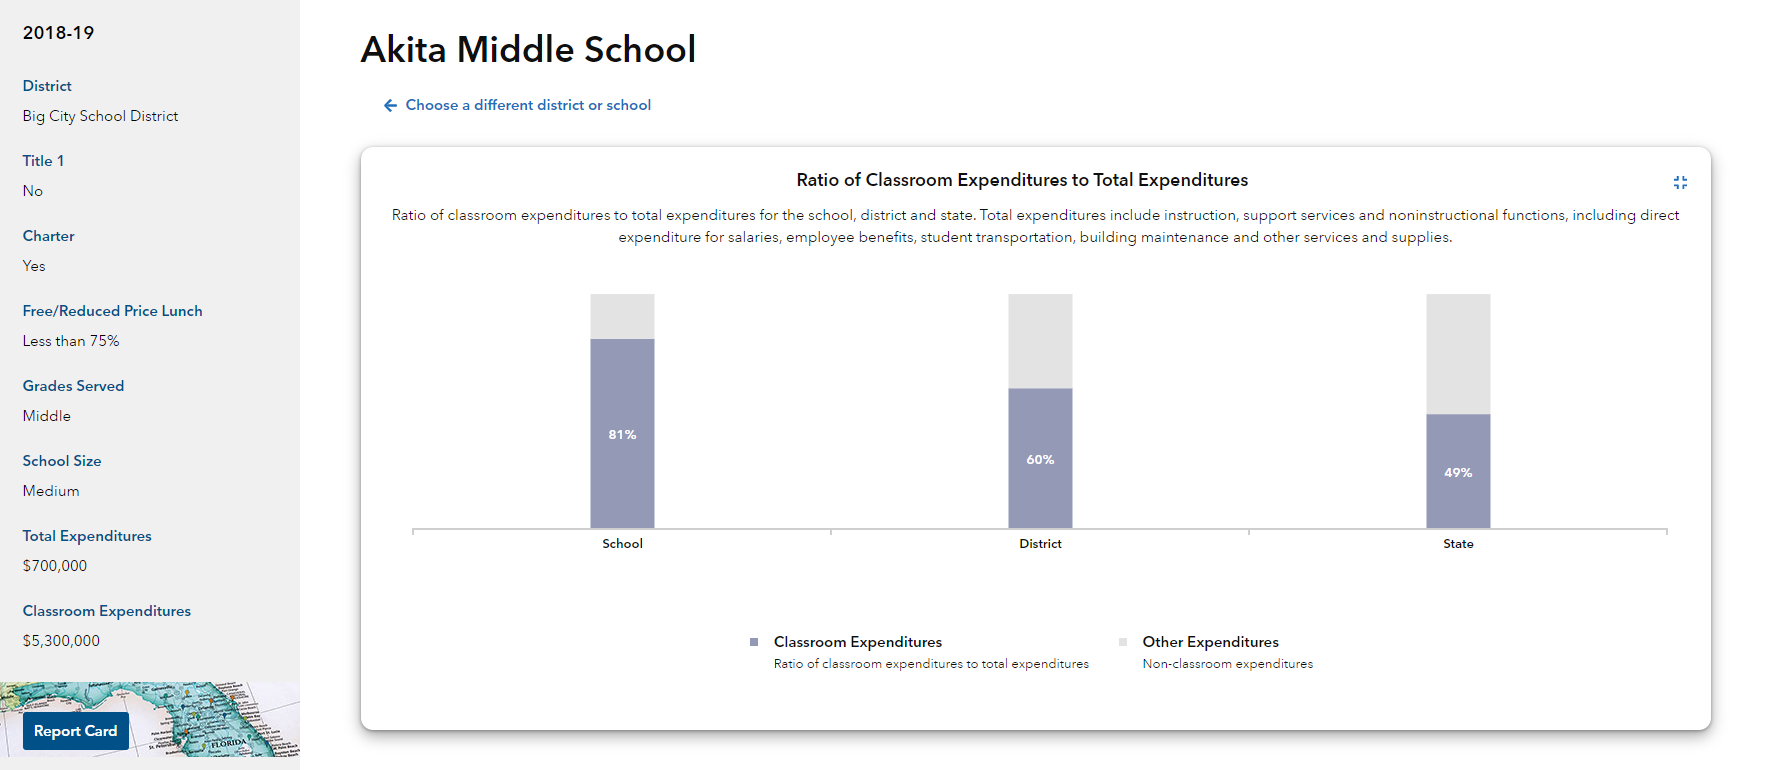 2018-19
District
Big City School District
Title 1
No
Charter
Yes
Free/Reduced Price Lunch
Less than 75%
Grades Served
Middle
School Size
Medium
Total Expenditures
$700,000
Classroom Expenditures
$5,300,000
Report Card
FLORIDA
Akita Middle School
Choose a different district or school
Ratio of Classroom Expenditures to Total Expenditures
Ratio of classroom expenditures to total expenditures for the school, district and state. Total expenditures include instruction, support services and noninstructional functions, including direct
expenditure for salaries, employee benefits, student transportation, building maintenance and other services and supplies.
81%
60%
49%
School
District
State
Classroom Expenditures
Ratio of classroom expenditures to total expenditures
Other Expenditures
Non-classroom expenditures